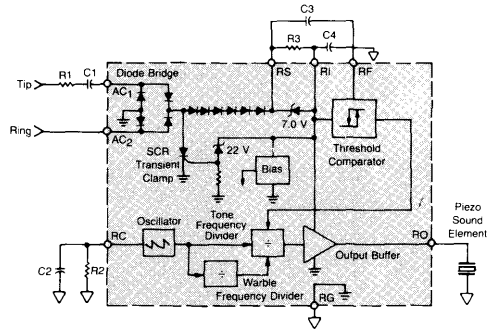 C3
R3
C4
RS
RI
RF
R1
C1
Diode Bridge
Tip
AC1
Ring
AC2
7.0 V
Threshold
Comparator
SCR
Transient
Clamp
22 V
Bias
Tone
Frequency
Divider
Oscillator
RC
÷
Output Buffer
RO
Piezo
Sound
Element
C2
R2
÷
Warble
Frequency Divider
RG